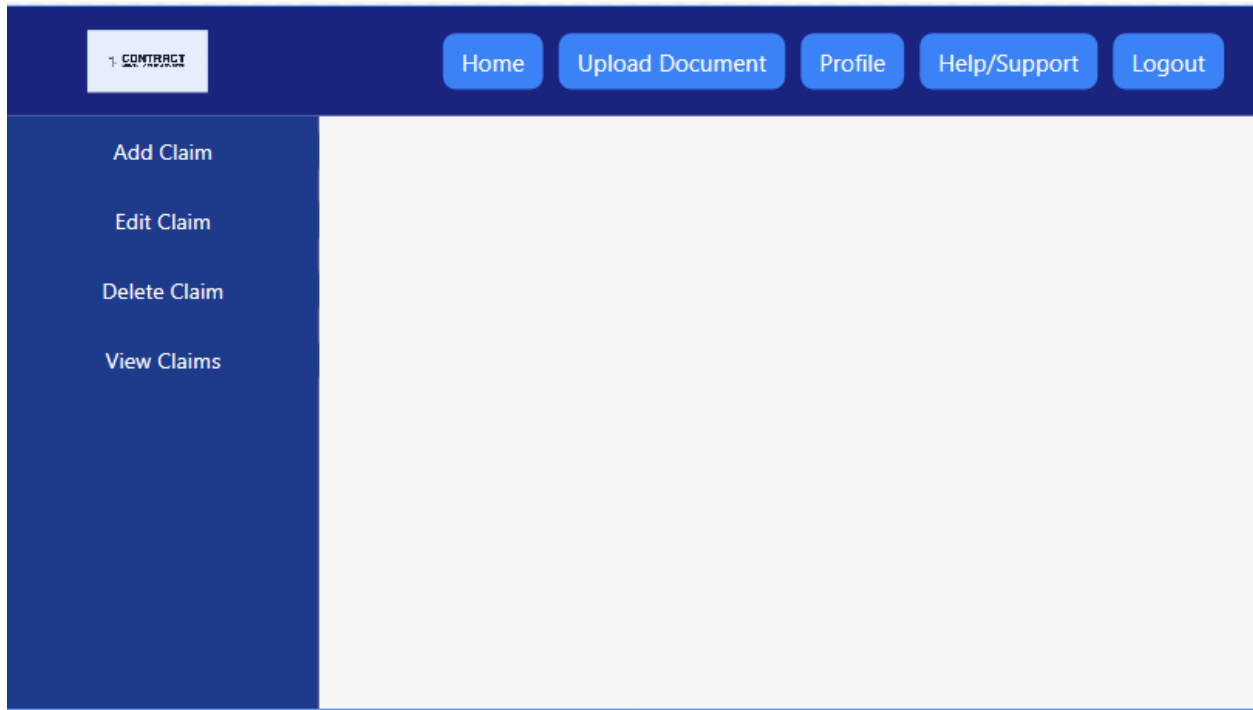 CONTRACT
Home
Upload Document
Profile
Help/Support
Logout
Add Claim
Edit Claim
Delete Claim
View Claims